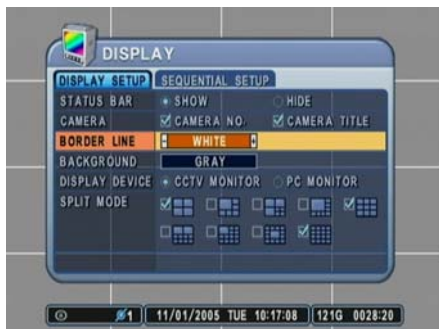 DISPLAY
DISPLAY SETUP SEQUENTIAL SETUP
STATUS BAR SHOW HIDE
CAMERA CAMERA NO. CAMERA TITLE
BORDER LINE WHITE
BACKGROUND GRAY
DISPLAY DEVICE CCTV MONITOR PC MONITOR
SPLIT MODE
1 11/01/2005 TUE 10:17:08 121G 0028:20